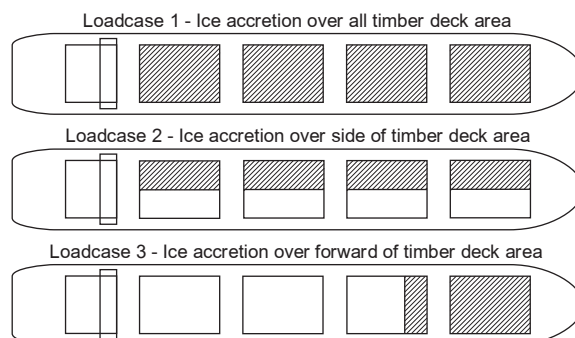 Loadcase 1 - Ice accretion over all timber deck area
Loadcase 2 - Ice accretion over side of timber deck area
Loadcase 3 - Ice accretion over forward of timber deck area